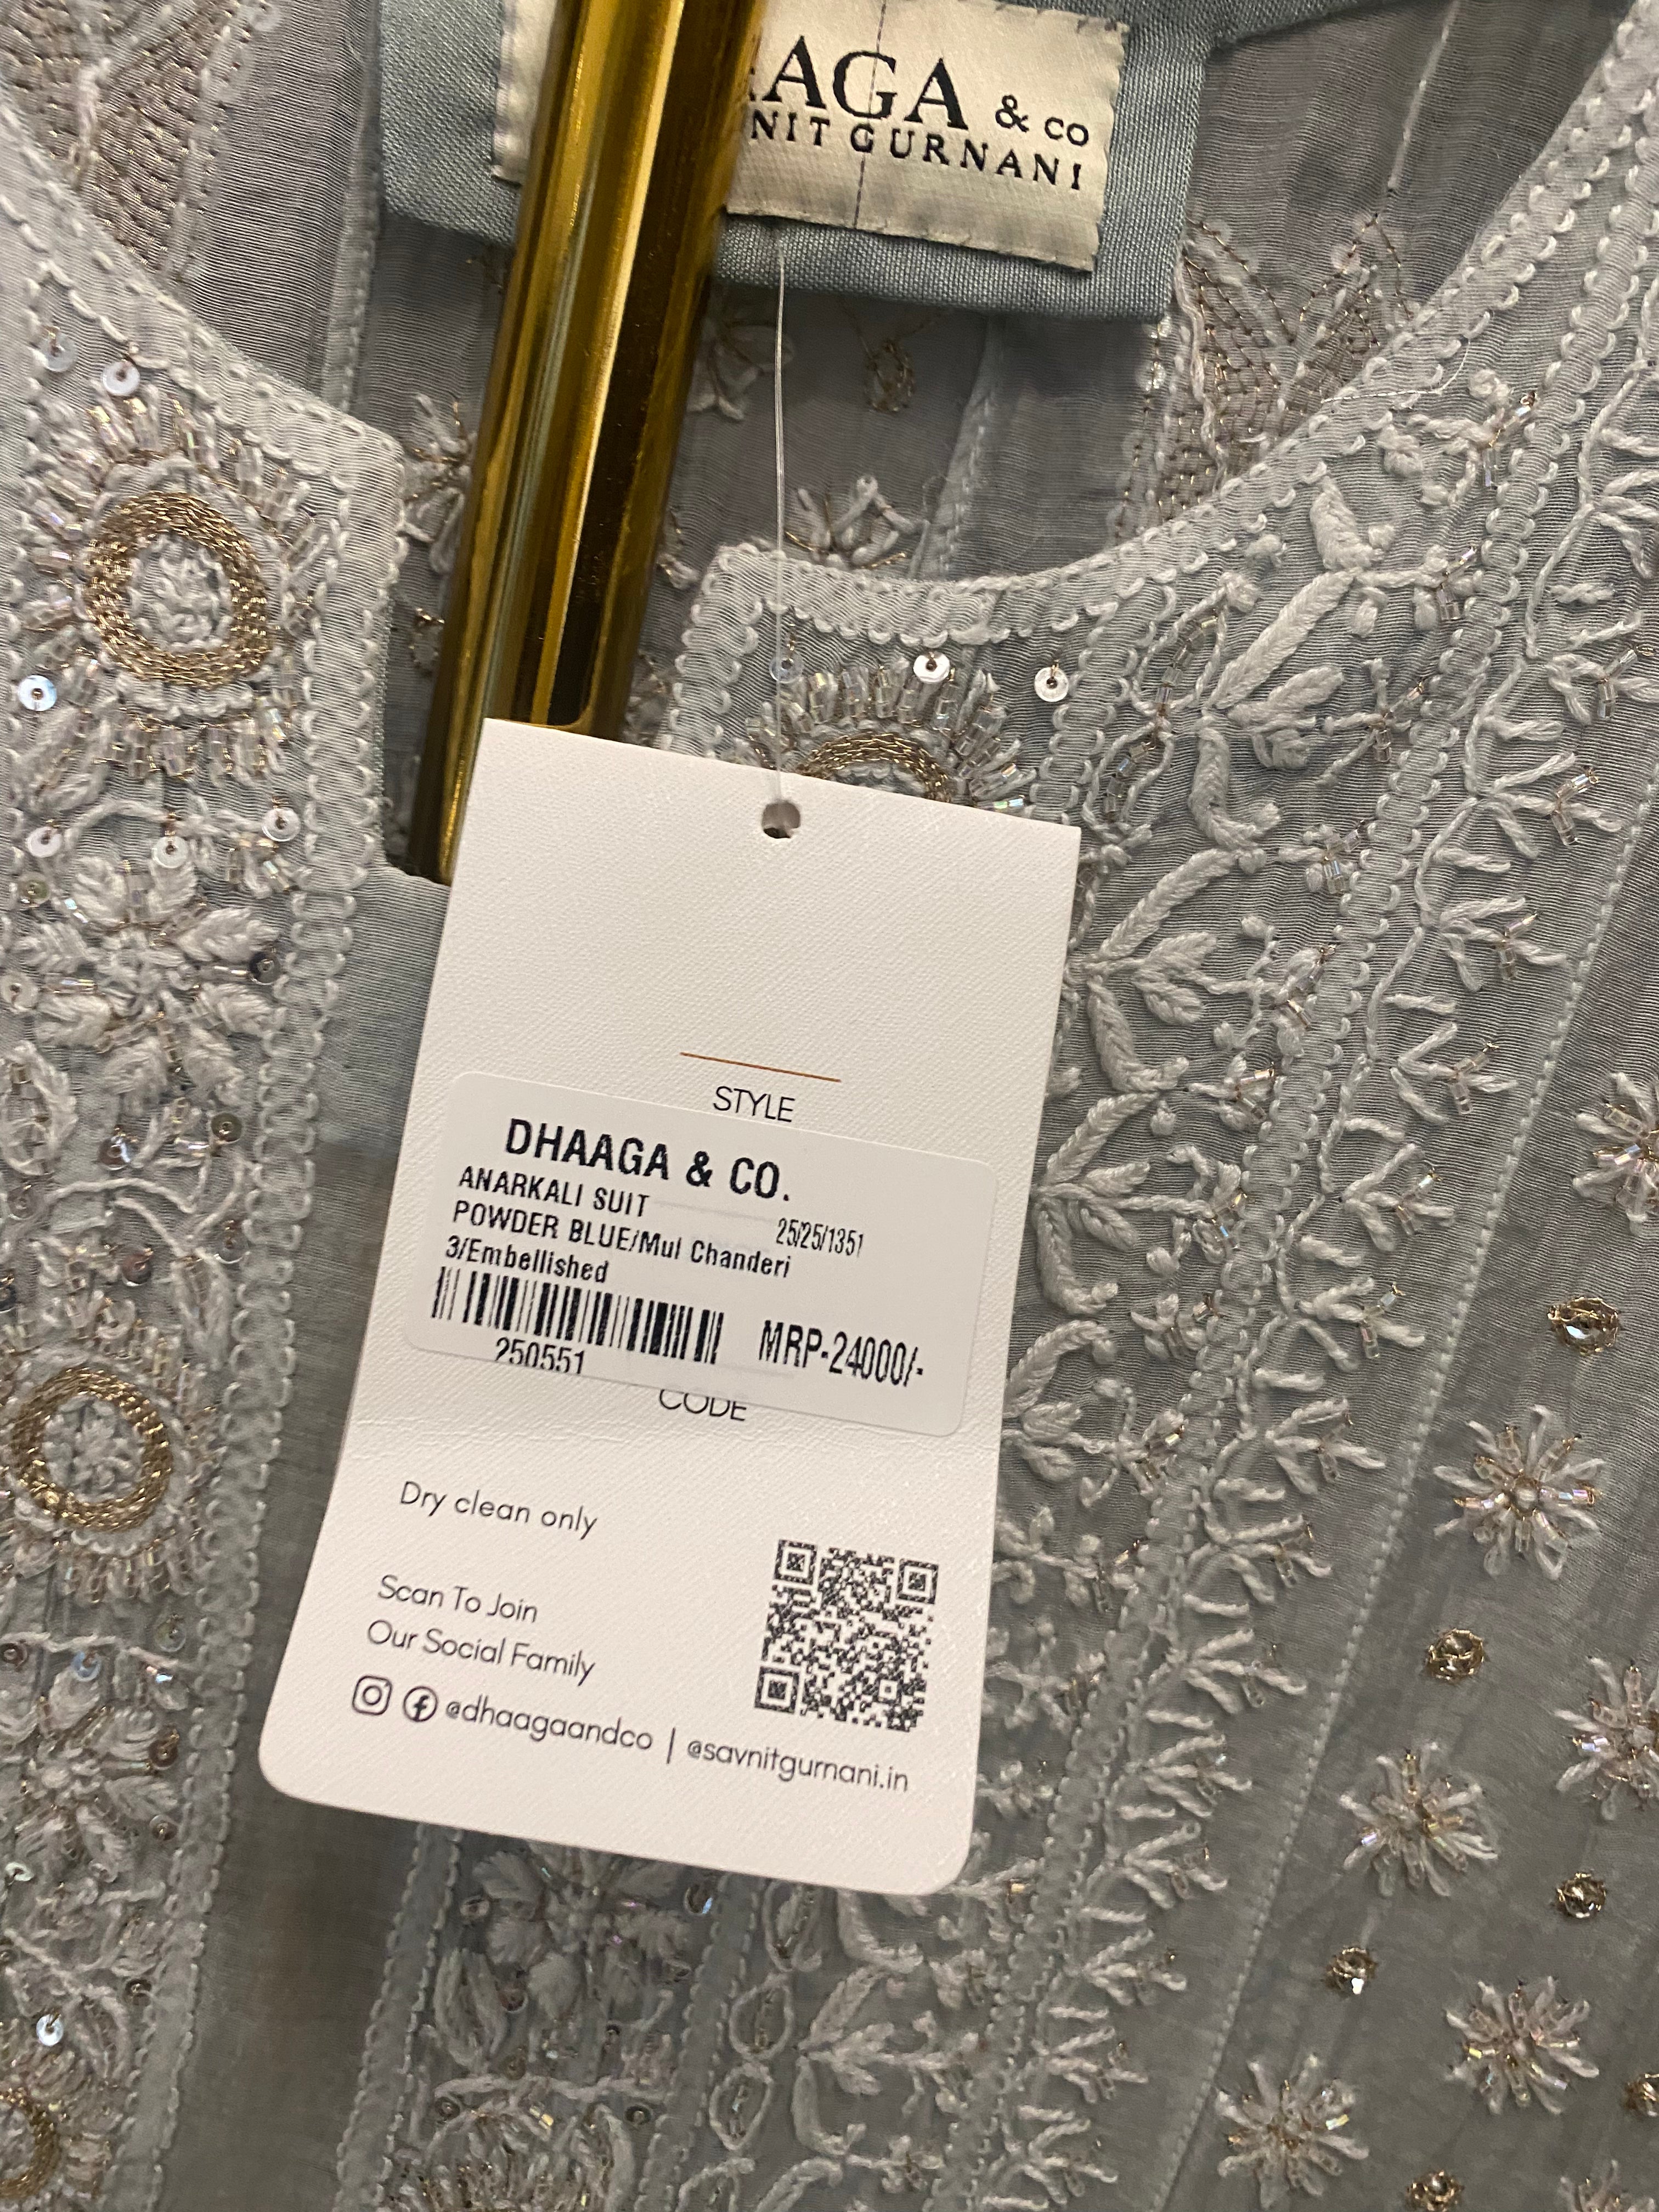 AGA & CO
NIT GURNANI
STYLE
DHAAGA & CO.
ANARKALI SUIT
25/25/1351
POWDER BLUE/Mul Chanderi
3/Embellished
MRP-24000/-
250551
CODE
Dry clean only
Scan To Join
Our Social Family
@dhaagaandco | @savnitgurnani.in